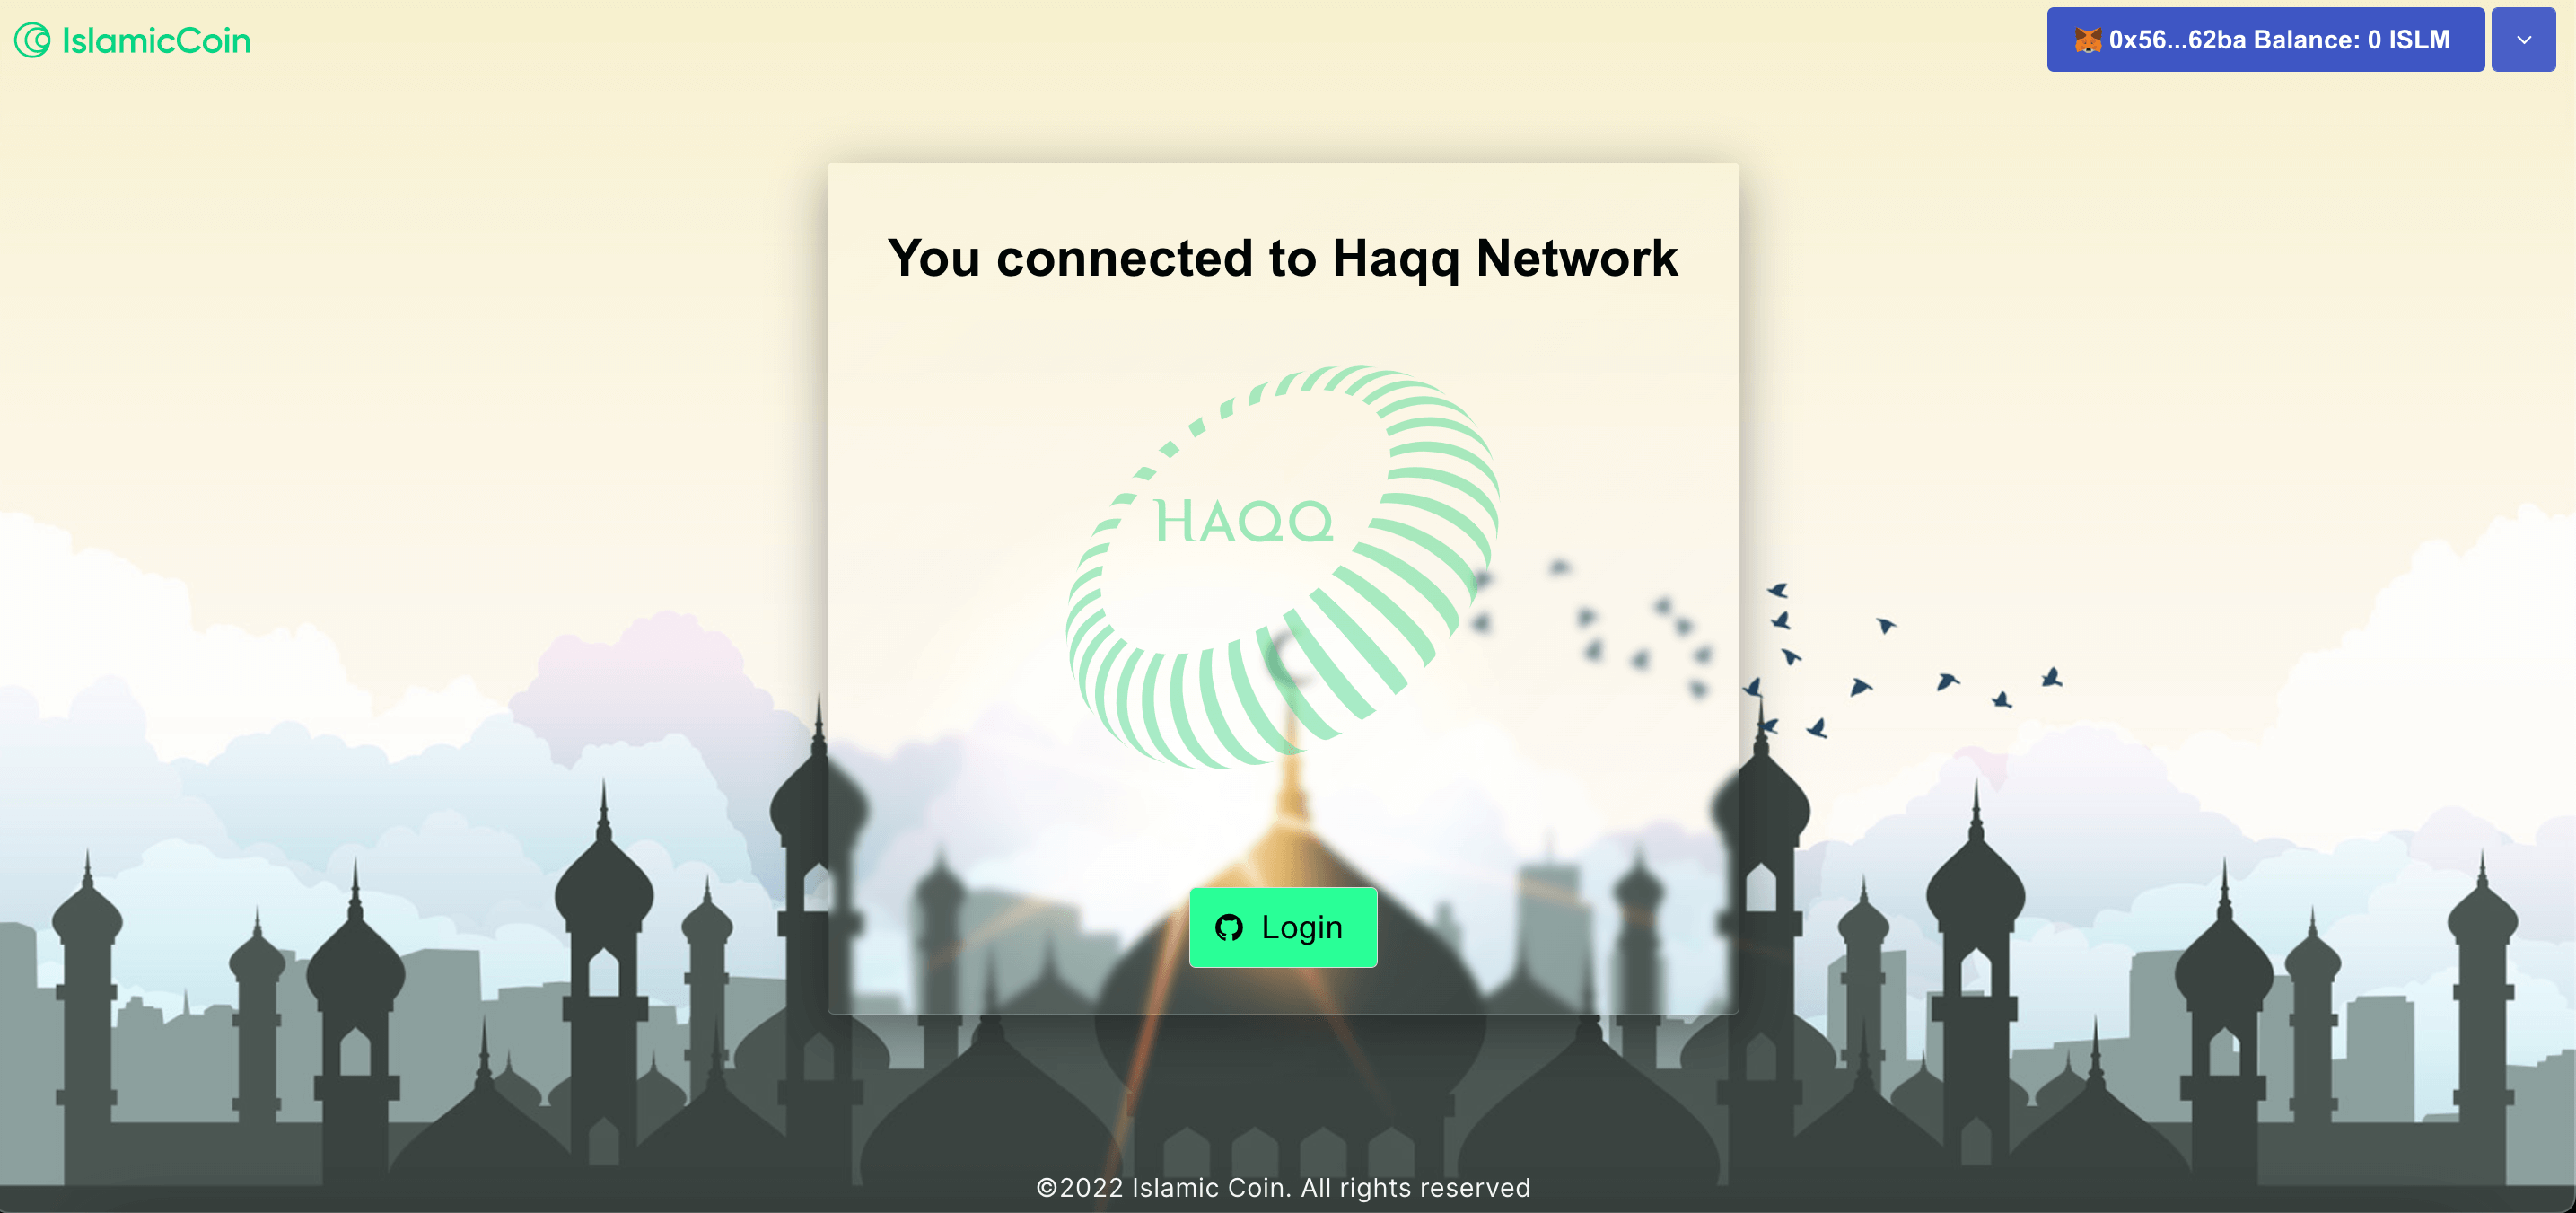 IslamicCoin
0x56...62ba Balance: 0 ISLM
You connected to Haqq Network
HAQQ
Login
©2022 Islamic Coin. All rights reserved